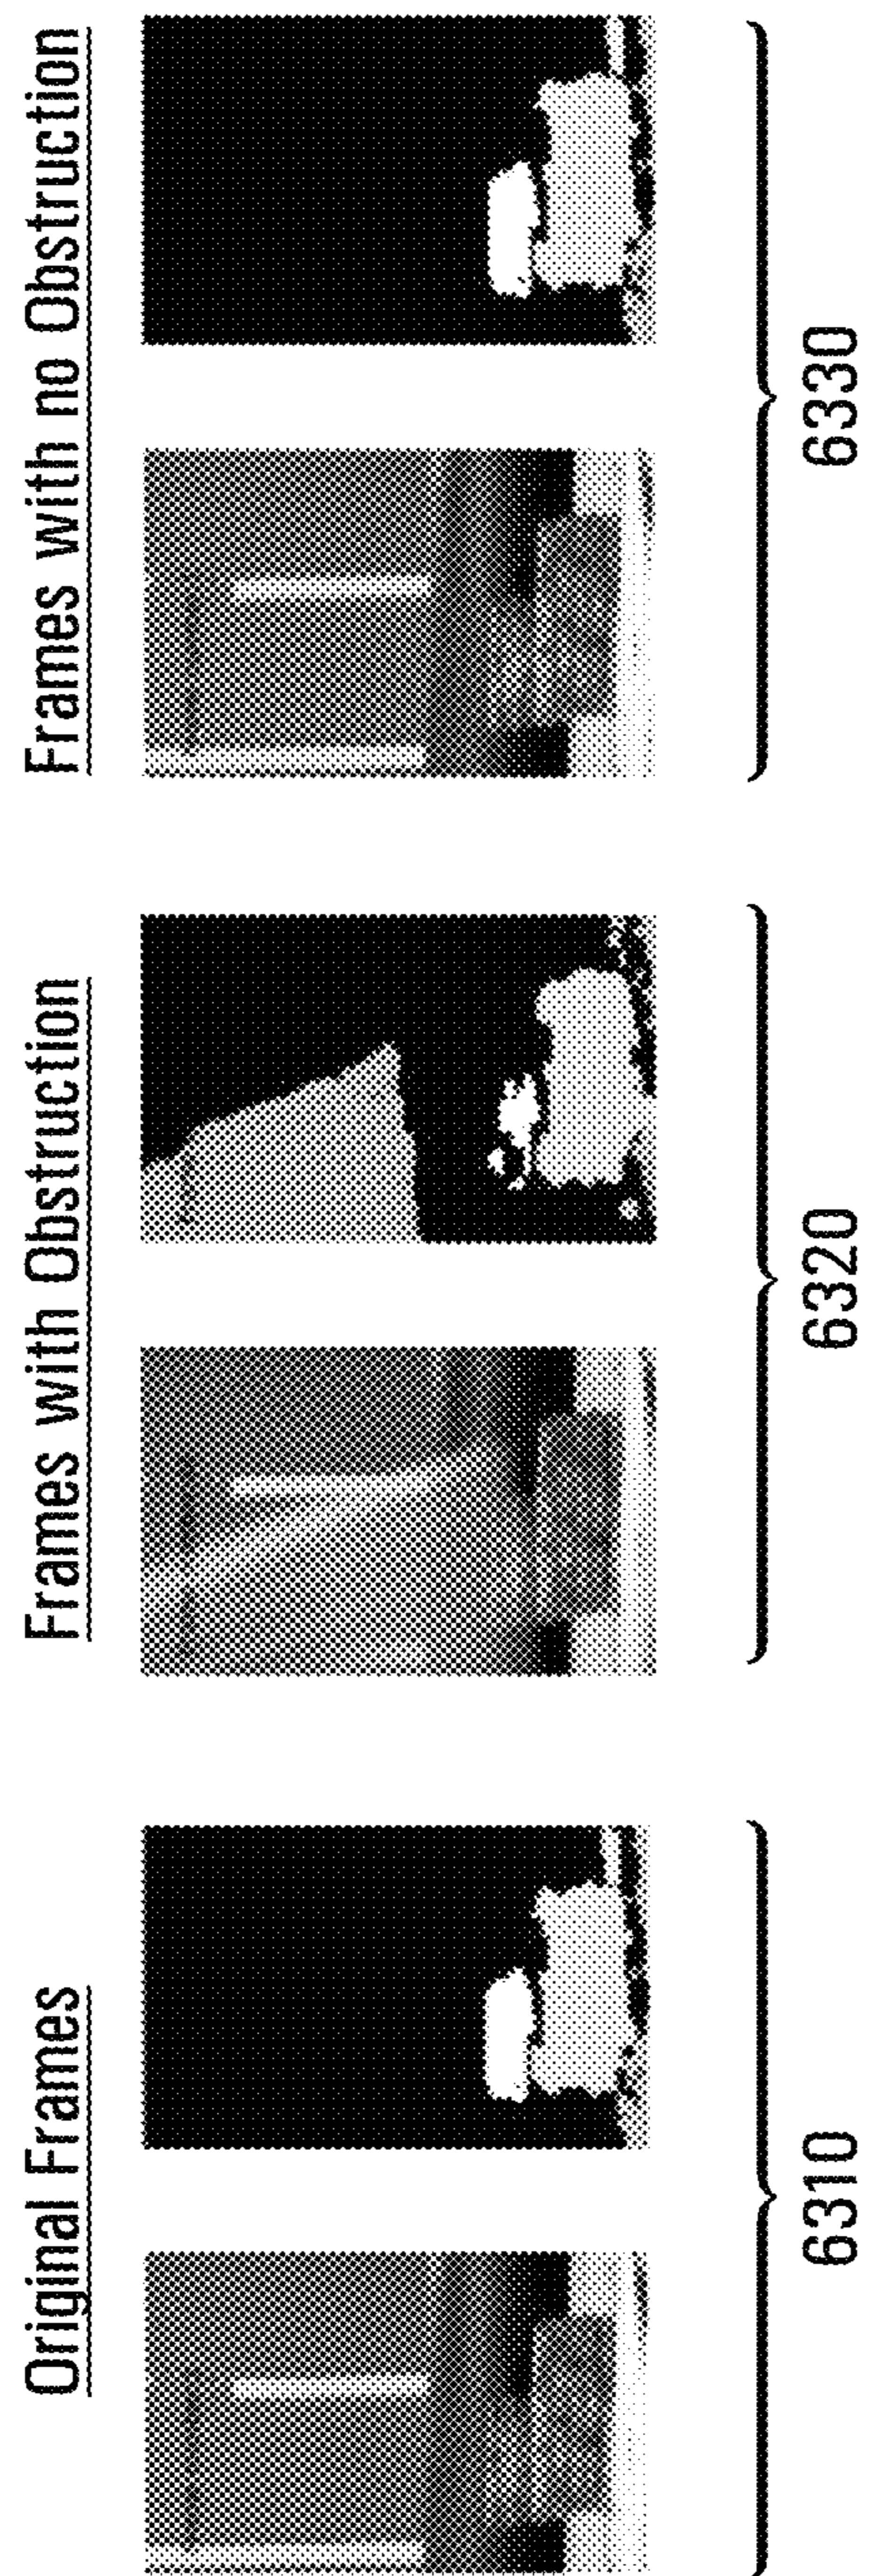 Original Frames
Frames with Obstruction
Frames with no Obstruction
6310
6320
6330